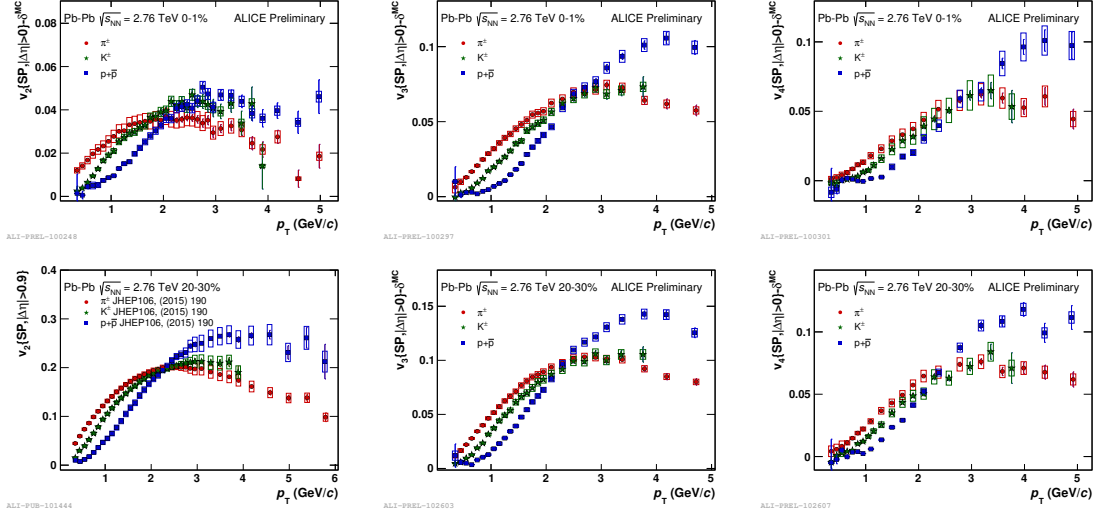 Pb-Pb √sNN = 2.76 TeV 0-1% ALICE Preliminary
π±
K±
p+p̅
v2{SP,|Δη|>0}-δMC
0.08
0.06
0.04
0.02
0
1 2 3 4 5
pT (GeV/c)
ALI-PREL-100248
Pb-Pb √sNN = 2.76 TeV 0-1% ALICE Preliminary
π±
K±
p+p̅
v3{SP,|Δη|>0}-δMC
0.1
0.05
0
1 2 3 4 5
pT (GeV/c)
ALI-PREL-100297
Pb-Pb √sNN = 2.76 TeV 0-1% ALICE Preliminary
π±
K±
p+p̅
v4{SP,|Δη|>0}-δMC
0.1
0.05
0
1 2 3 4 5
pT (GeV/c)
ALI-PREL-100301
Pb-Pb √sNN = 2.76 TeV 20-30%
π± JHEP106, (2015) 190
K± JHEP106, (2015) 190
p+p̅ JHEP106, (2015) 190
v2{SP,|Δη|>0.9}
0.4
0.3
0.2
0.1
0
0 1 2 3 4 5 6
pT (GeV/c)
ALI-PUB-101444
Pb-Pb √sNN = 2.76 TeV 20-30% ALICE Preliminary
π±
K±
p+p̅
v3{SP,|Δη|>0}-δMC
0.15
0.1
0.05
0
1 2 3 4 5
pT (GeV/c)
ALI-PREL-102603
Pb-Pb √sNN = 2.76 TeV 20-30% ALICE Preliminary
π±
K±
p+p̅
v4{SP,|Δη|>0}-δMC
0.15
0.1
0.05
0
1 2 3 4 5
pT (GeV/c)
ALI-PREL-102607